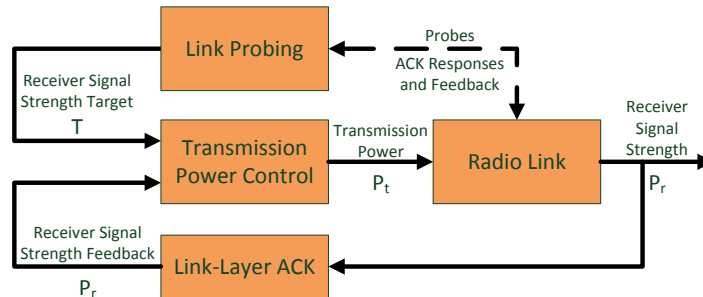 Link Probing
Probes
ACK Responses
and Feedback
Receiver Signal
Strength Target
T
Transmission
Power Control
Transmission
Power
Pt
Radio Link
Receiver
Signal
Strength
Pr
Receiver Signal
Strength Feedback
Pr
Link-Layer ACK